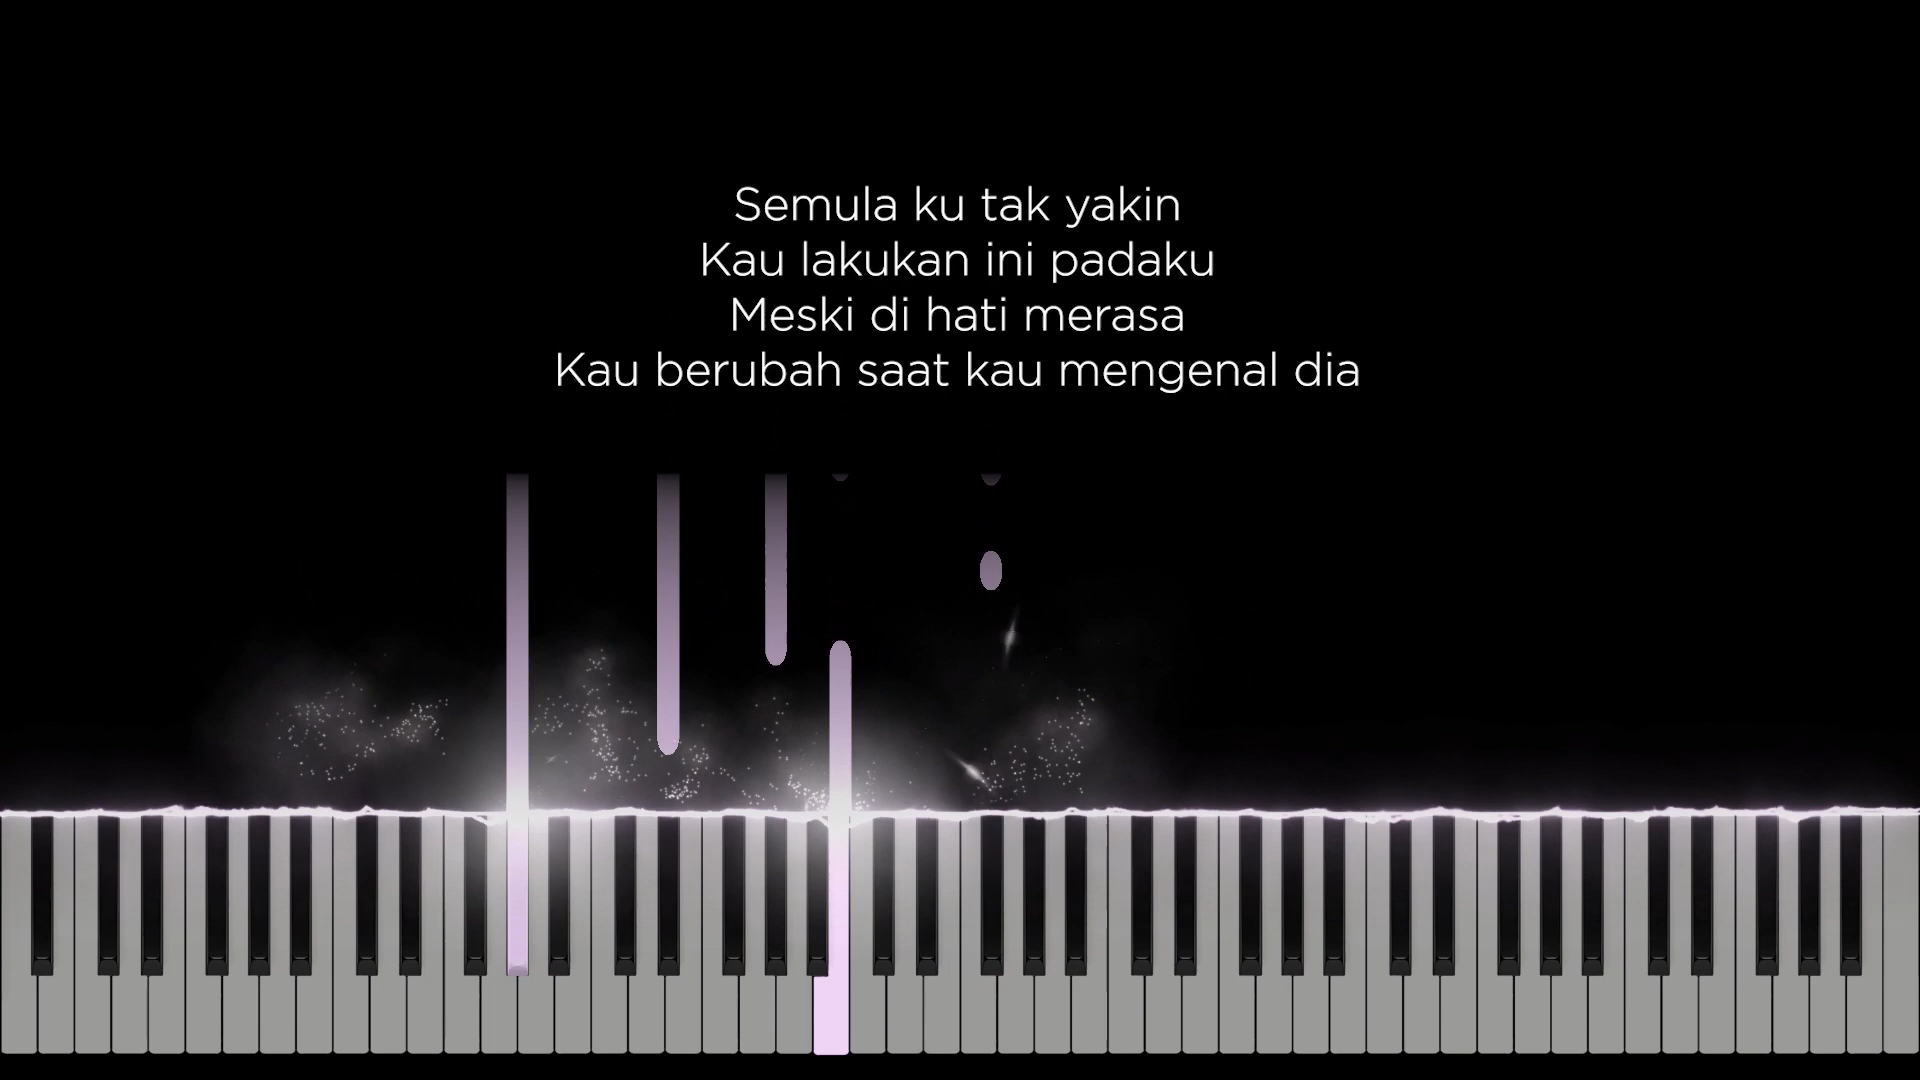 Semula ku tak yakin
Kau lakukan ini padaku
Meski di hati merasa
Kau berubah saat kau mengenal dia